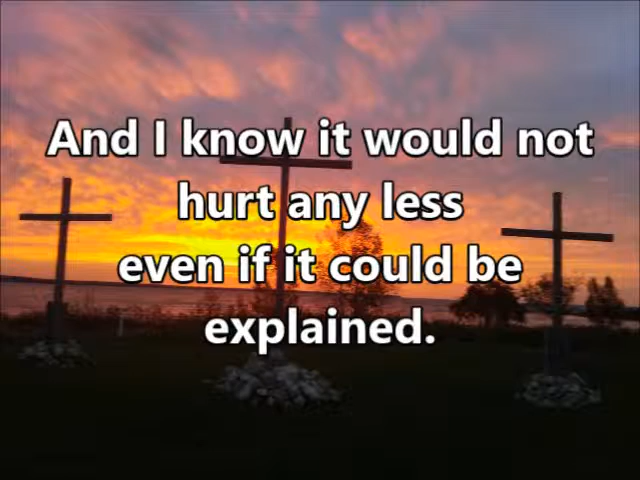 And I know it would not
hurt any less
even if it could be
explained.